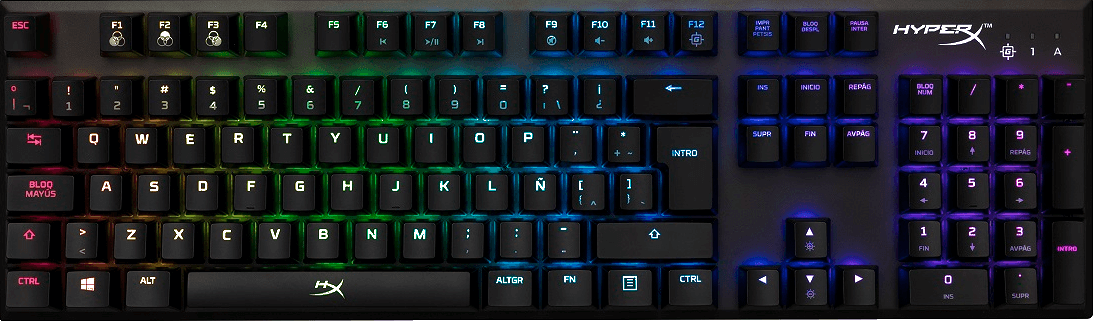 ESC F1 F2 F3 F4 F5 F6 F7 F8 F9 F10 F11 F12 IMPR BLOQ PAUSA HYPERX™
PANT DESPL INTER
PETSIS
G 1 A
º ! " # $ % & / ( ) = ? ¿ INS INICIO REPÁG BLOQ / * -
| ¬ 1 2 3 4 5 6 7 8 9 0 ¡ \ ¿ NUM
Q W E R T Y U I O P ¨ * INTRO SUPR FIN AVPÁG 7 8 9 +
´ + ~ INICIO REPÁG
BLOQ A S D F G H J K L Ñ [ ] 4 5 6
MAYÚS { ^ } `
> Z X C V B N M ; : - 1 2 3 INTRO
< , . _ FIN AVPÁG
CTRL ALT HX ALTGR FN CTRL 0 .
INS SUPR